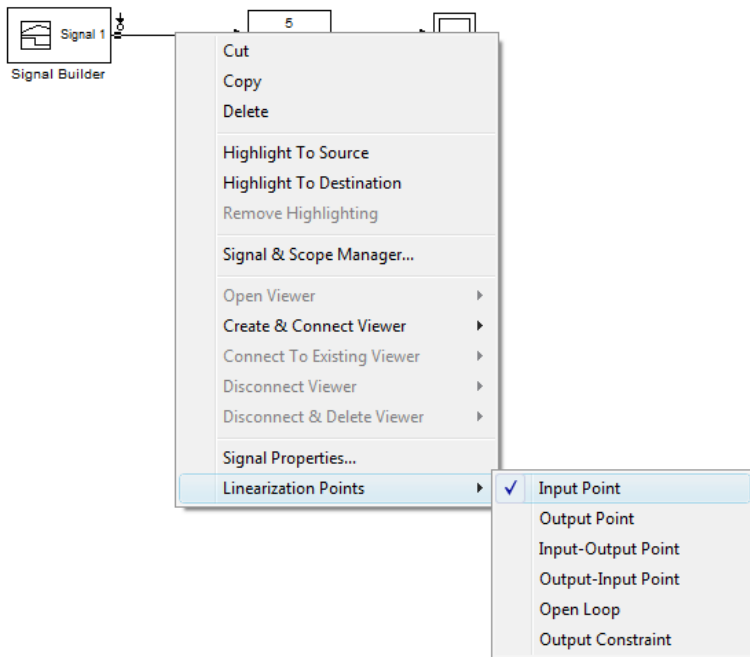 Signal 1
5
Signal Builder
Cut
Copy
Delete
Highlight To Source
Highlight To Destination
Remove Highlighting
Signal & Scope Manager...
Open Viewer
Create & Connect Viewer
Connect To Existing Viewer
Disconnect Viewer
Disconnect & Delete Viewer
Signal Properties...
Linearization Points
Input Point
Output Point
Input-Output Point
Output-Input Point
Open Loop
Output Constraint